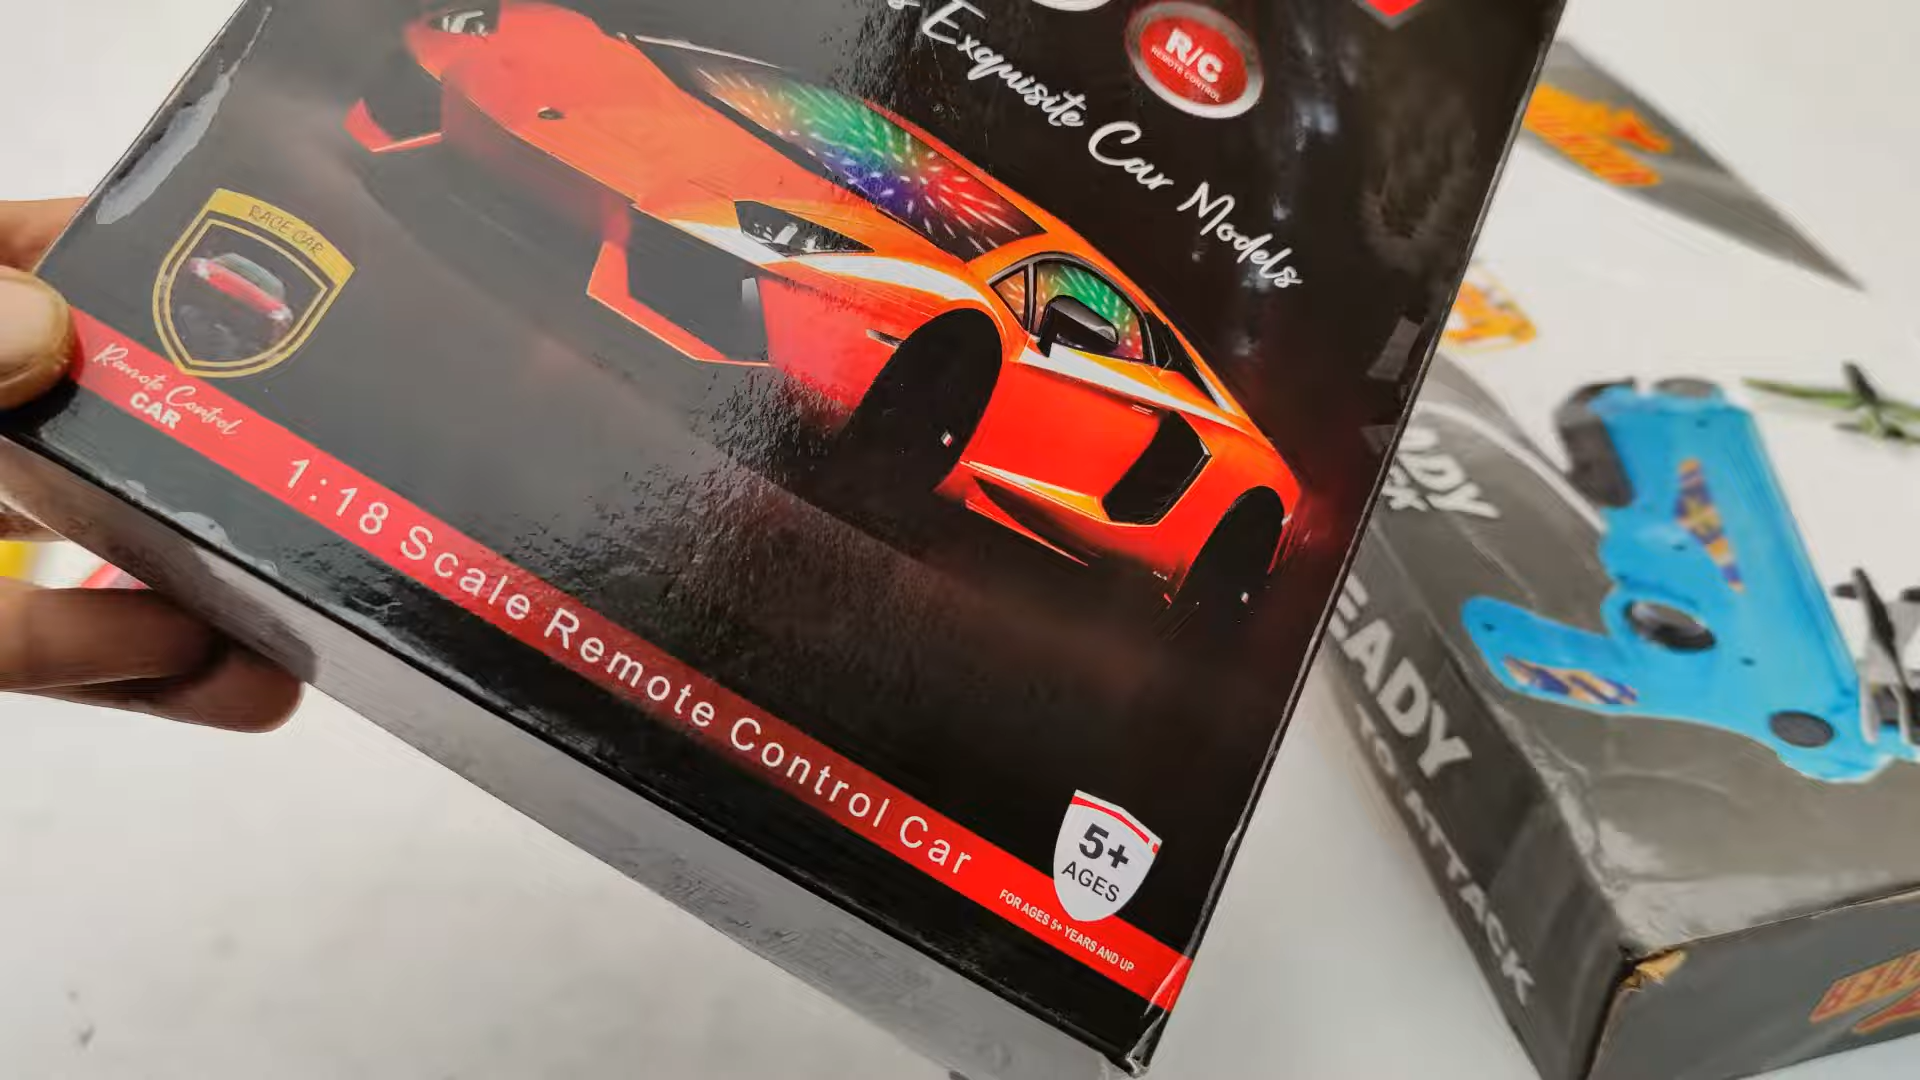 Exquisite Car Models
R/C
REMOTE CONTROL
RACE CAR
Remote Control
CAR
1:18 Scale Remote Control Car
5+
AGES
FOR AGES 5+ YEARS AND UP
READY
TO ATTACK